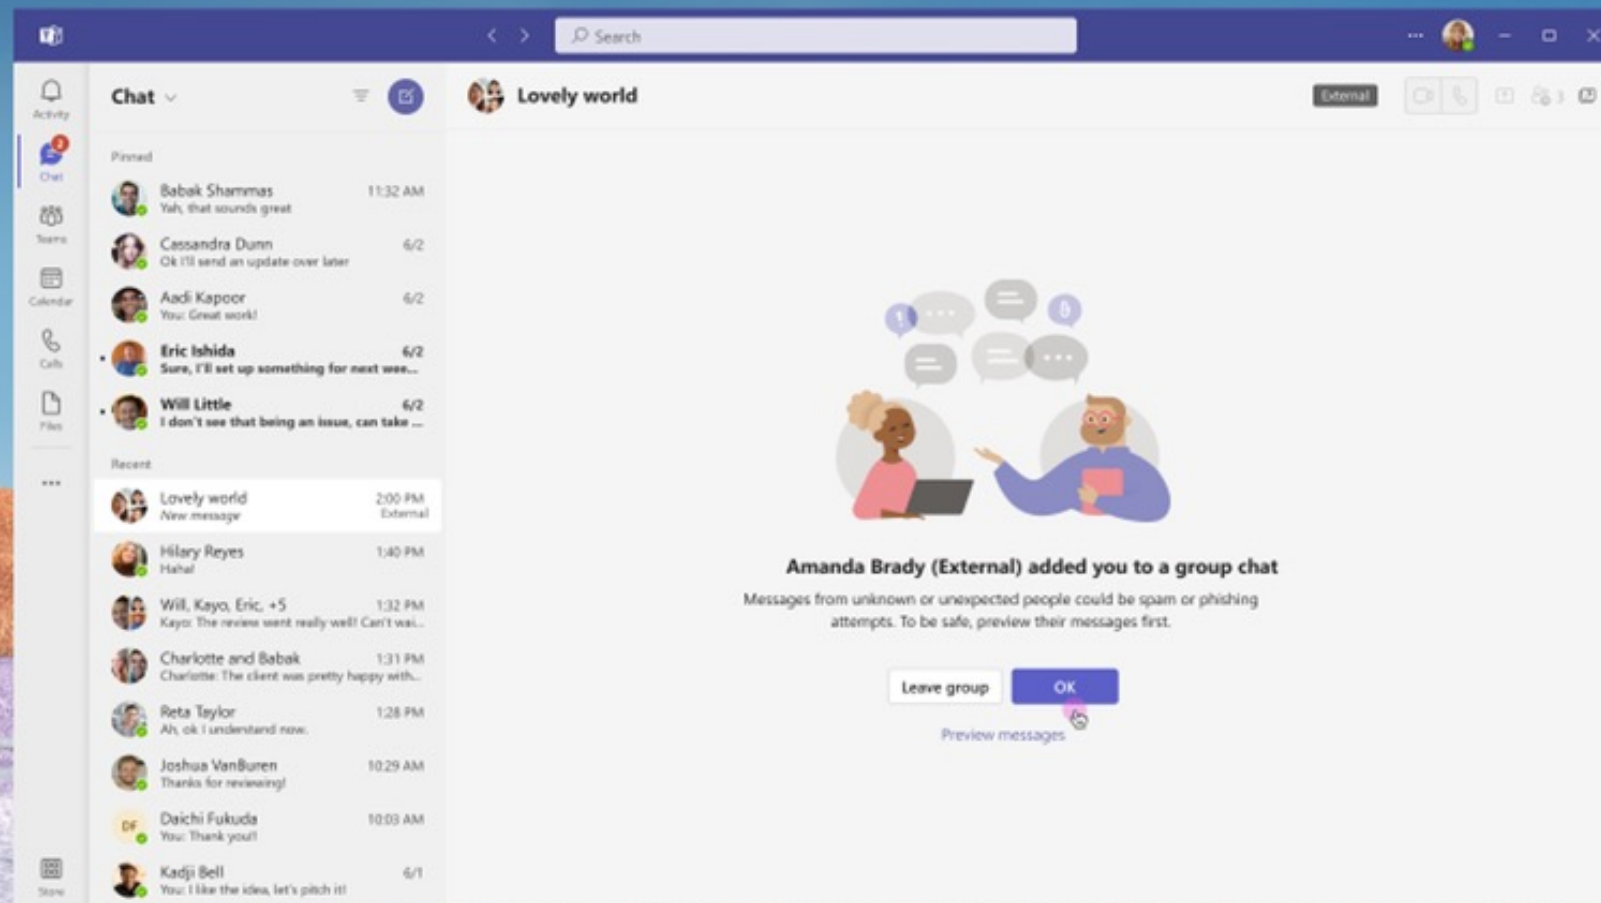 Search
Activity
2
Chat
Teams
Calendar
Calls
Files
Store
Chat
Pinned
Babak Shammas 11:32 AM
Yah, that sounds great
Cassandra Dunn 6/2
Ok I'll send an update over later
Aadi Kapoor 6/2
You: Great work!
Eric Ishida 6/2
Sure, I'll set up something for next wee...
Will Little 6/2
I don't see that being an issue, can take ...
Recent
Lovely world 2:00 PM
New message External
Hilary Reyes 1:40 PM
Haha!
Will, Kayo, Eric, +5 1:32 PM
Kayo: The review went really well! Can't wai...
Charlotte and Babak 1:31 PM
Charlotte: The client was pretty happy with...
Reta Taylor 1:28 PM
Ah, ok I understand now.
Joshua VanBuren 10:29 AM
Thanks for reviewing!
DF
Daichi Fukuda 10:03 AM
You: Thank you!!
Kadji Bell 6/1
You: I like the idea, let's pitch it!
Lovely world
External
3
Amanda Brady (External) added you to a group chat
Messages from unknown or unexpected people could be spam or phishing
attempts. To be safe, preview their messages first.
Leave group
OK
Preview messages